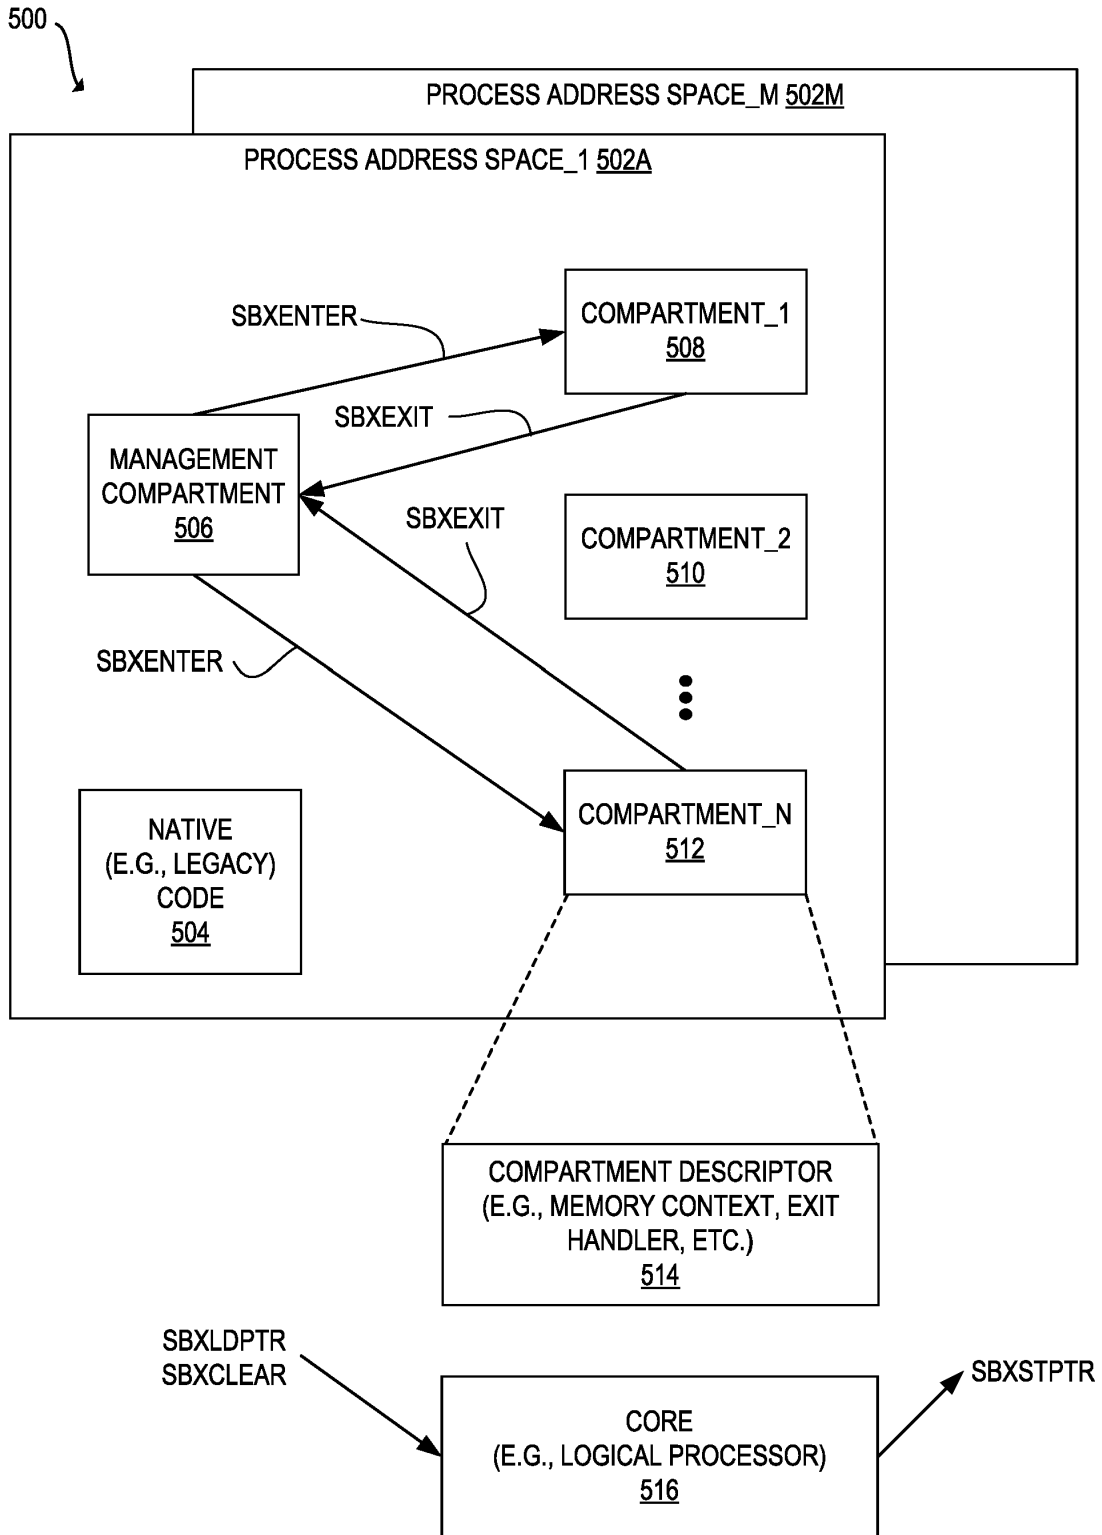 500
PROCESS ADDRESS SPACE_M 502M
PROCESS ADDRESS SPACE_1 502A
SBXENTER
COMPARTMENT_1
508
SBXEXIT
MANAGEMENT
COMPARTMENT
506
SBXEXIT
COMPARTMENT_2
510
SBXENTER
COMPARTMENT_N
512
NATIVE
(E.G., LEGACY)
CODE
504
COMPARTMENT DESCRIPTOR
(E.G., MEMORY CONTEXT, EXIT
HANDLER, ETC.)
514
SBXLDPTR
SBXCLEAR
SBXSTPTR
CORE
(E.G., LOGICAL PROCESSOR)
516